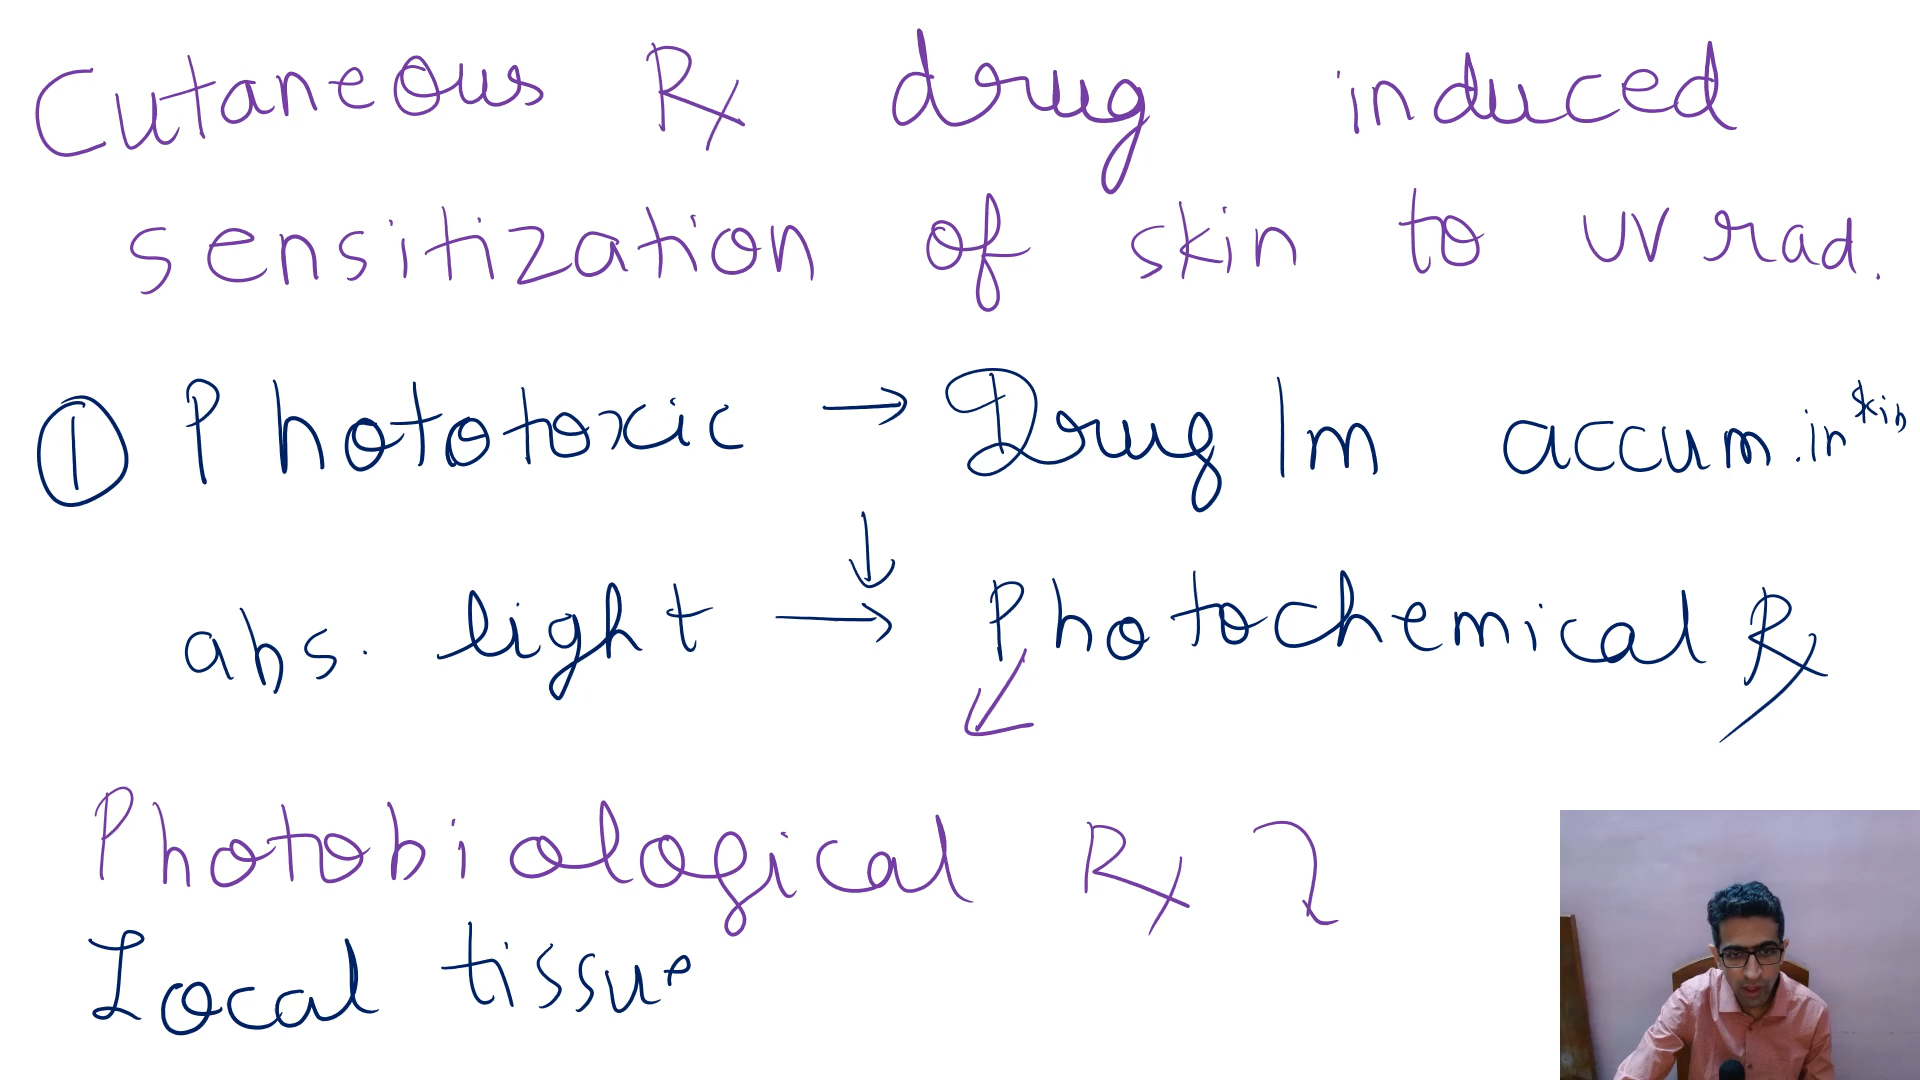 Cutaneous Rx drug induced
sensitization of skin to UV rad.
① Phototoxic → Drug/m accum. in skin
↓
abs. light → Photochemical Rx
Photobiological Rx
Local tissue